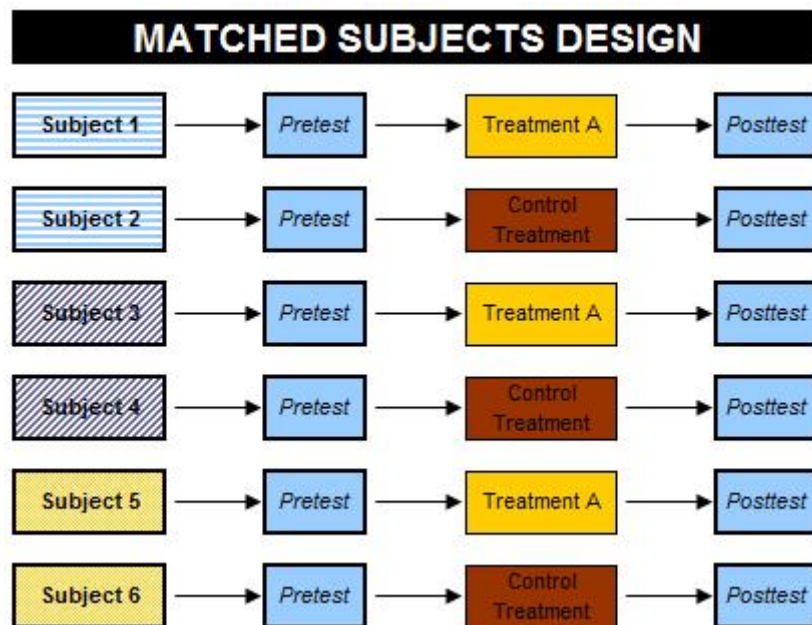 MATCHED SUBJECTS DESIGN
Subject 1 Pretest Treatment A Posttest
Subject 2 Pretest Control
Treatment Posttest
Subject 3 Pretest Treatment A Posttest
Subject 4 Pretest Control
Treatment Posttest
Subject 5 Pretest Treatment A Posttest
Subject 6 Pretest Control
Treatment Posttest